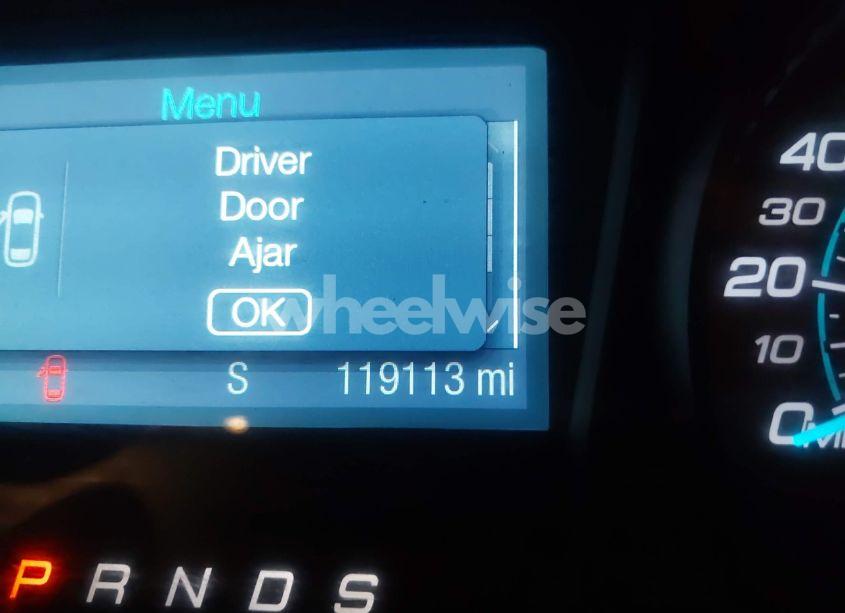 Menu
Driver
Door
Ajar
OK
wheelwise
S 119113 mi
40
30
20
10
0
P R N D S